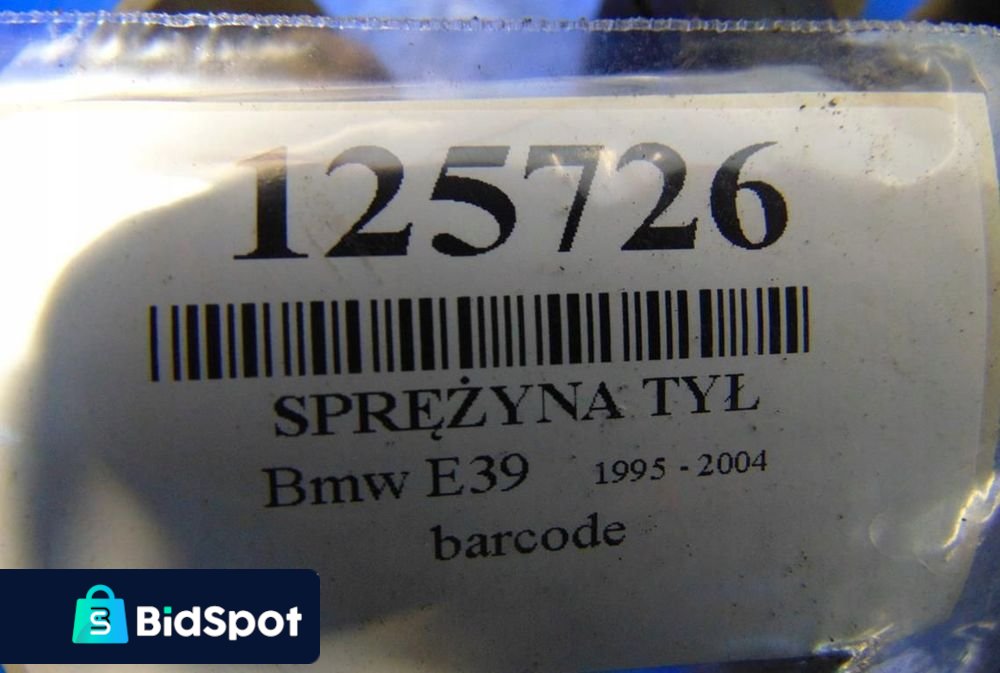 125726
SPRĘŻYNA TYŁ
Bmw E39 1995 - 2004
barcode
BidSpot